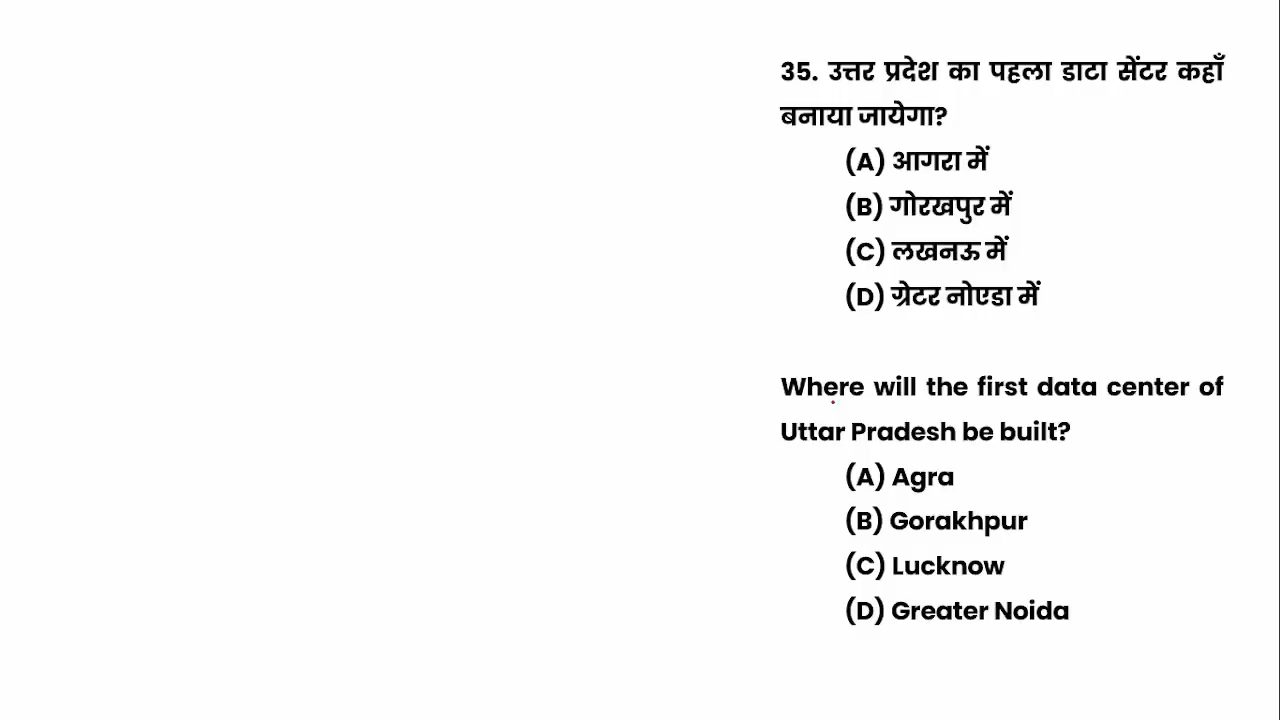 35. उत्तर प्रदेश का पहला डाटा सेंटर कहाँ
बनाया जायेगा?
(A) आगरा में
(B) गोरखपुर में
(C) लखनऊ में
(D) ग्रेटर नोएडा में
Where will the first data center of
Uttar Pradesh be built?
(A) Agra
(B) Gorakhpur
(C) Lucknow
(D) Greater Noida